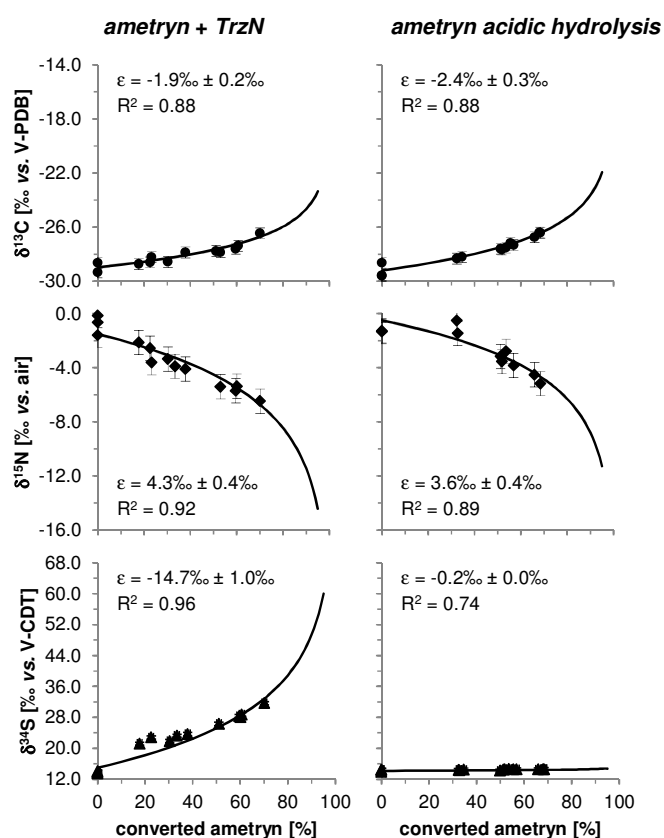 ametryn + TrzN
ametryn acidic hydrolysis
δ13C [‰ vs. V-PDB]
-14.0
-18.0
-22.0
-26.0
-30.0
ε = -1.9‰ ± 0.2‰
R2 = 0.88
ε = -2.4‰ ± 0.3‰
R2 = 0.88
δ15N [‰ vs. air]
0.0
-4.0
-8.0
-12.0
-16.0
ε = 4.3‰ ± 0.4‰
R2 = 0.92
ε = 3.6‰ ± 0.4‰
R2 = 0.89
δ34S [‰ vs. V-CDT]
68.0
60.0
52.0
44.0
36.0
28.0
20.0
12.0
ε = -14.7‰ ± 1.0‰
R2 = 0.96
ε = -0.2‰ ± 0.0‰
R2 = 0.74
0 20 40 60 80 100
0 20 40 60 80 100
converted ametryn [%]
converted ametryn [%]